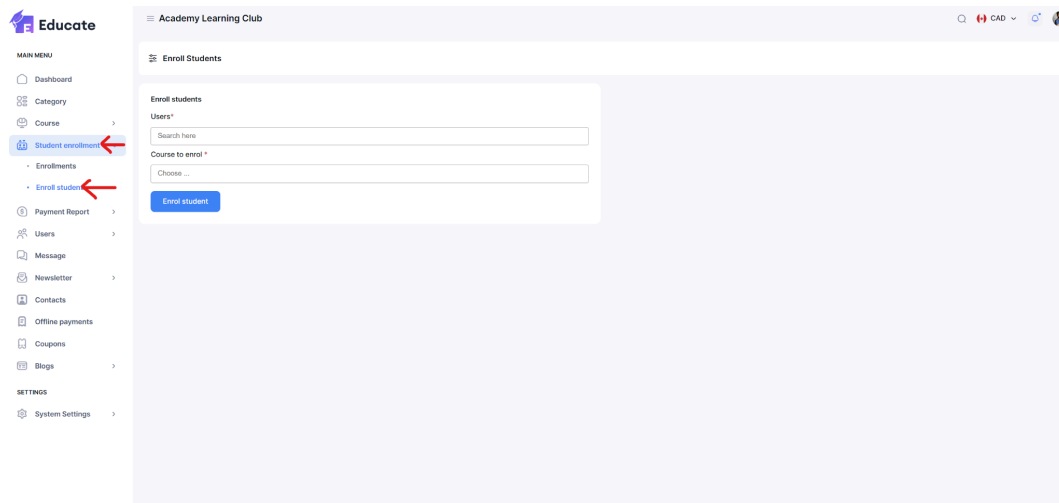 Educate
Academy Learning Club
CAD
MAIN MENU
Enroll Students
Dashboard
Category
Course
Student enrollment
Enrollments
Enroll student
Payment Report
Users
Message
Newsletter
Contacts
Offline payments
Coupons
Blogs
SETTINGS
System Settings
Enroll students
Users*
Search here
Course to enrol *
Choose ...
Enrol student